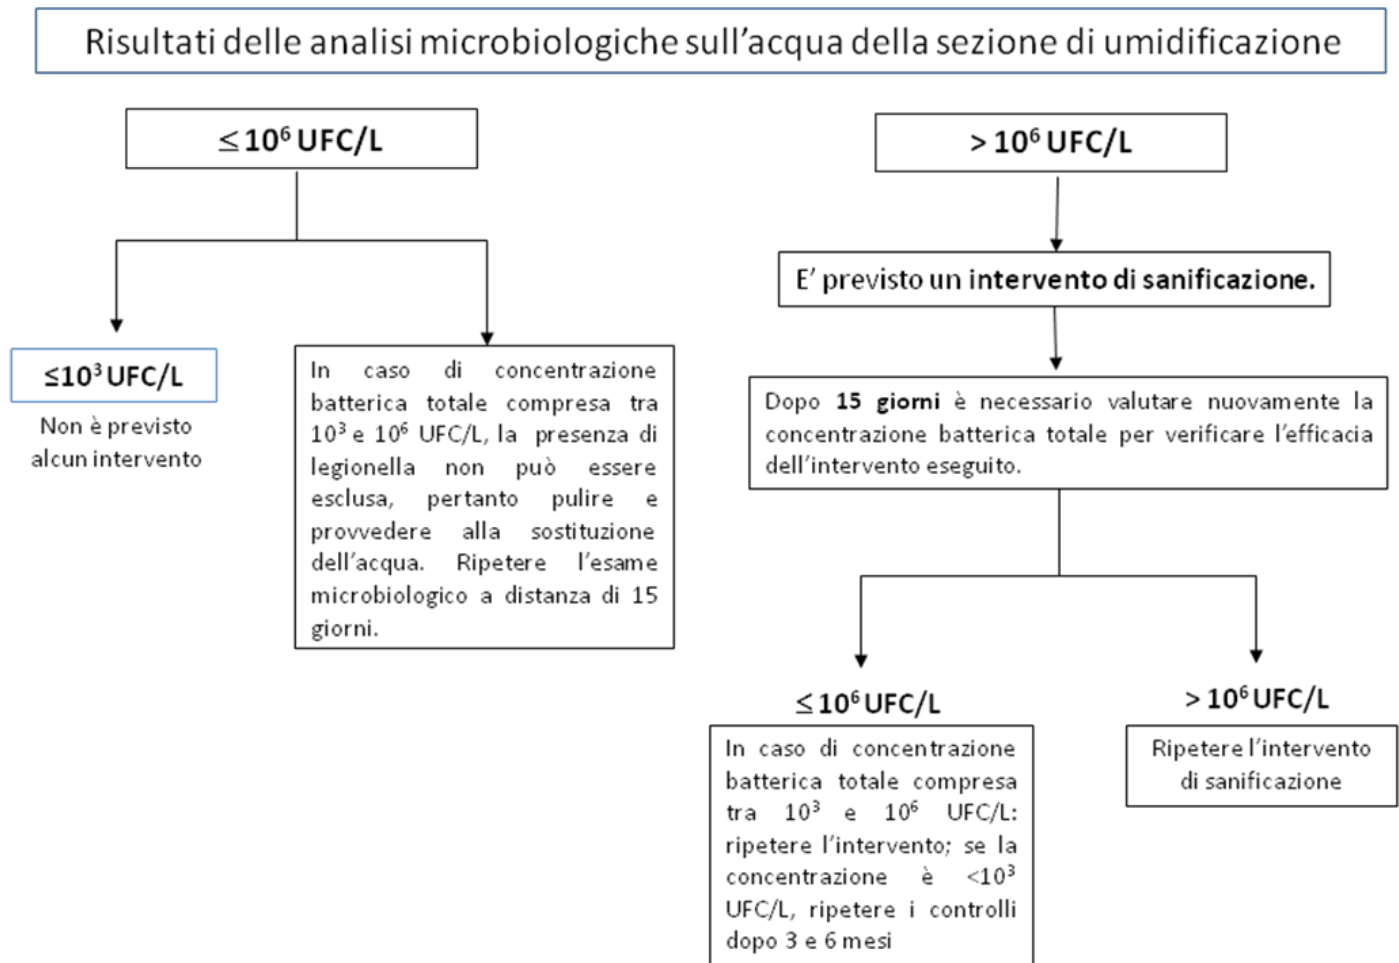 Risultati delle analisi microbiologiche sull'acqua della sezione di umidificazione
≤ 10⁶ UFC/L
≤10³ UFC/L
Non è previsto
alcun intervento
In caso di concentrazione
batterica totale compresa tra
10³ e 10⁶ UFC/L, la presenza di
legionella non può essere
esclusa, pertanto pulire e
provvedere alla sostituzione
dell'acqua. Ripetere l'esame
microbiologico a distanza di 15
giorni.
> 10⁶ UFC/L
E' previsto un intervento di sanificazione.
Dopo 15 giorni è necessario valutare nuovamente la
concentrazione batterica totale per verificare l'efficacia
dell'intervento eseguito.
≤ 10⁶ UFC/L
In caso di concentrazione
batterica totale compresa
tra 10³ e 10⁶ UFC/L:
ripetere l'intervento; se la
concentrazione è <10³
UFC/L, ripetere i controlli
dopo 3 e 6 mesi
> 10⁶ UFC/L
Ripetere l'intervento
di sanificazione